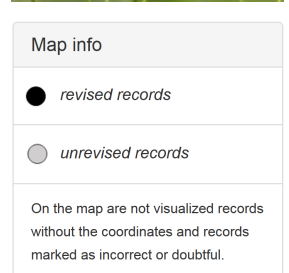 Map info
revised records
unrevised records
On the map are not visualized records
without the coordinates and records
marked as incorrect or doubtful.